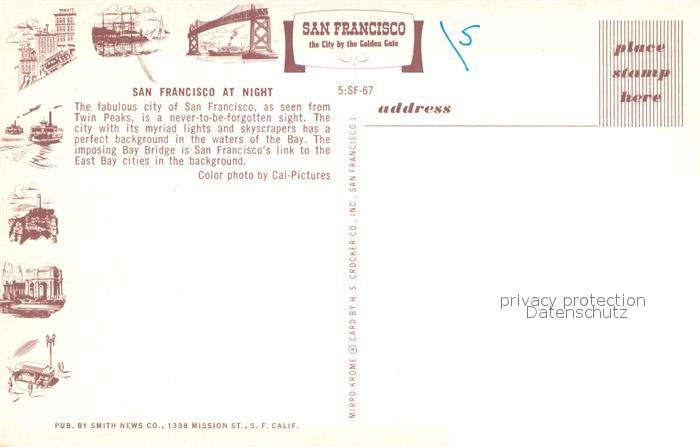 SAN FRANCISCO
the City by the Golden Gate
15
SAN FRANCISCO AT NIGHT
5:SF-67
The fabulous city of San Francisco, as seen from
Twin Peaks, is a never-to-be-forgotten sight. The
city with its myriad lights and skyscrapers has a
perfect background in the waters of the Bay. The
imposing Bay Bridge is San Francisco's link to the
East Bay cities in the background.
Color photo by Cal-Pictures
address
place
stamp
here
MIRRO-KROME ® CARD BY H. S. CROCKER CO., INC., SAN FRANCISCO 1
privacy protection
Datenschutz
PUB. BY SMITH NEWS CO., 1338 MISSION ST., S. F. CALIF.